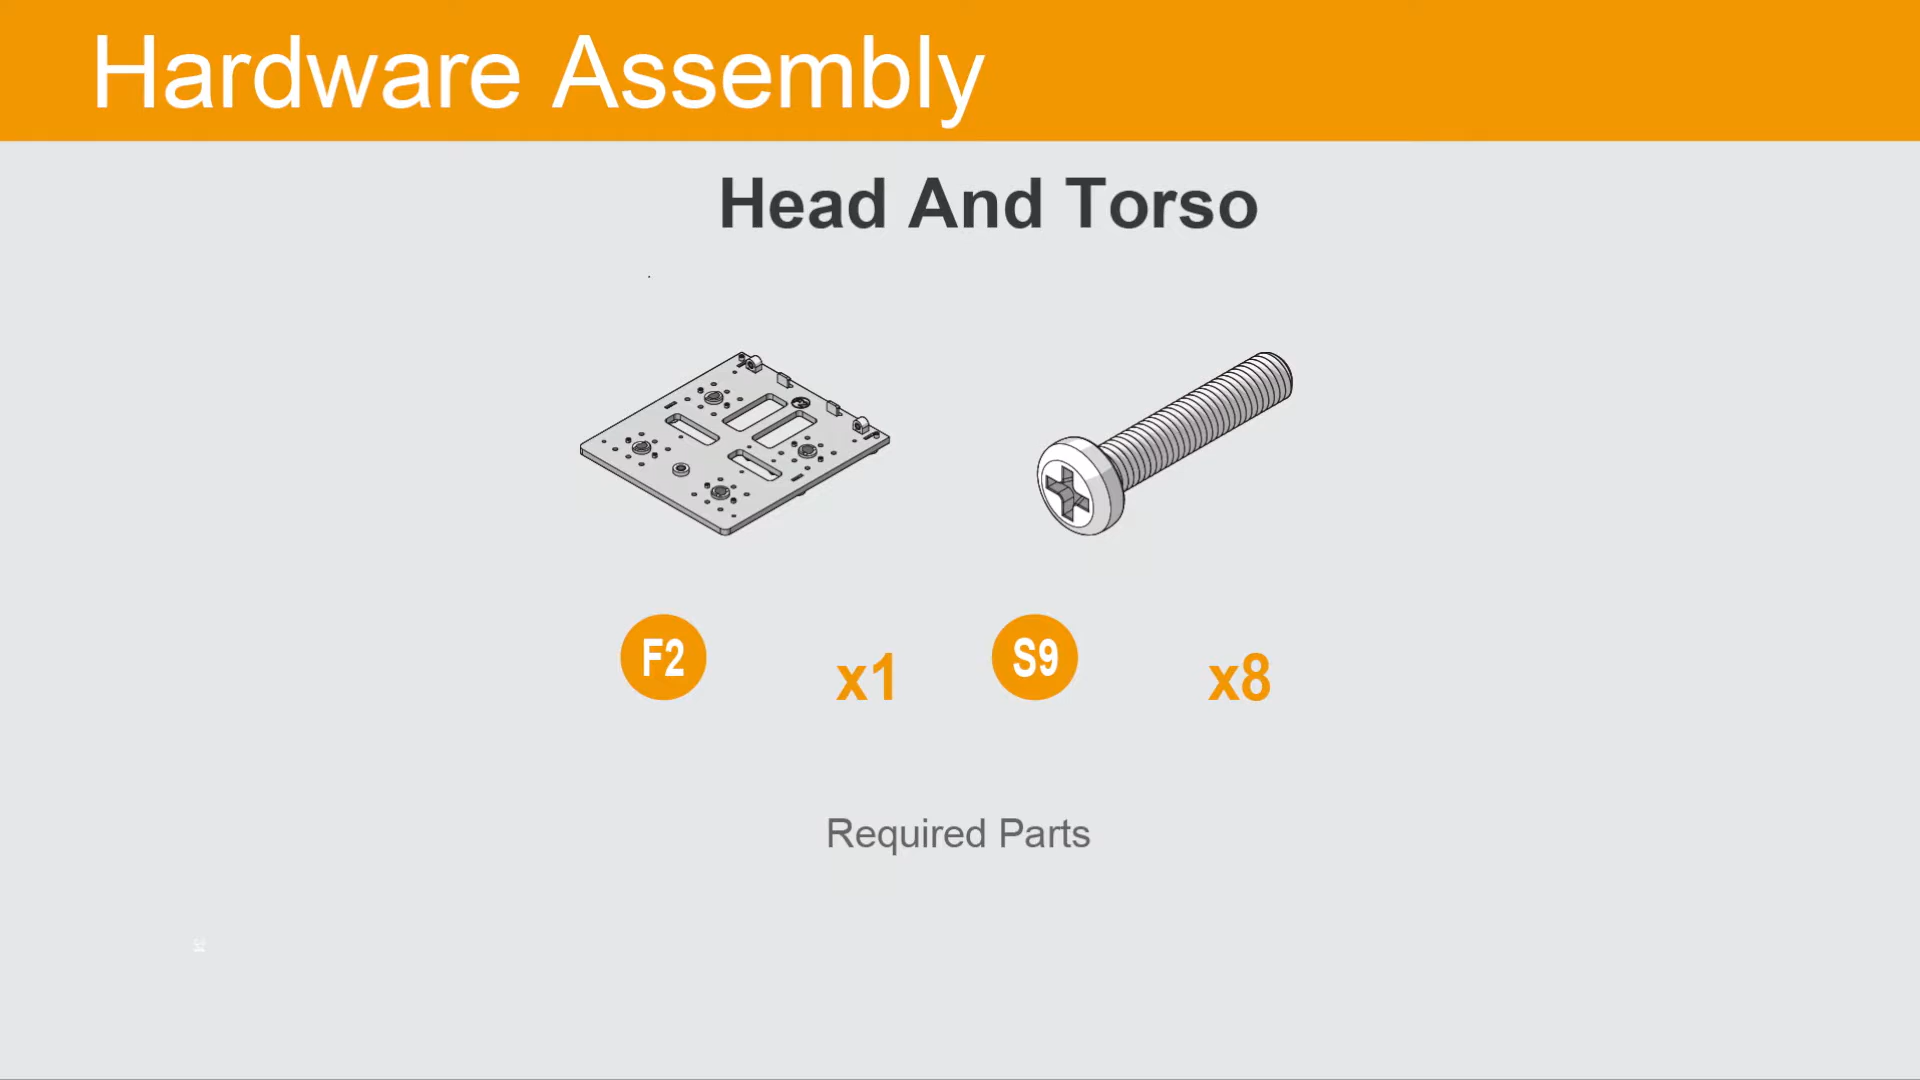 Hardware Assembly
Head And Torso
F2 x1 S9 x8
Required Parts